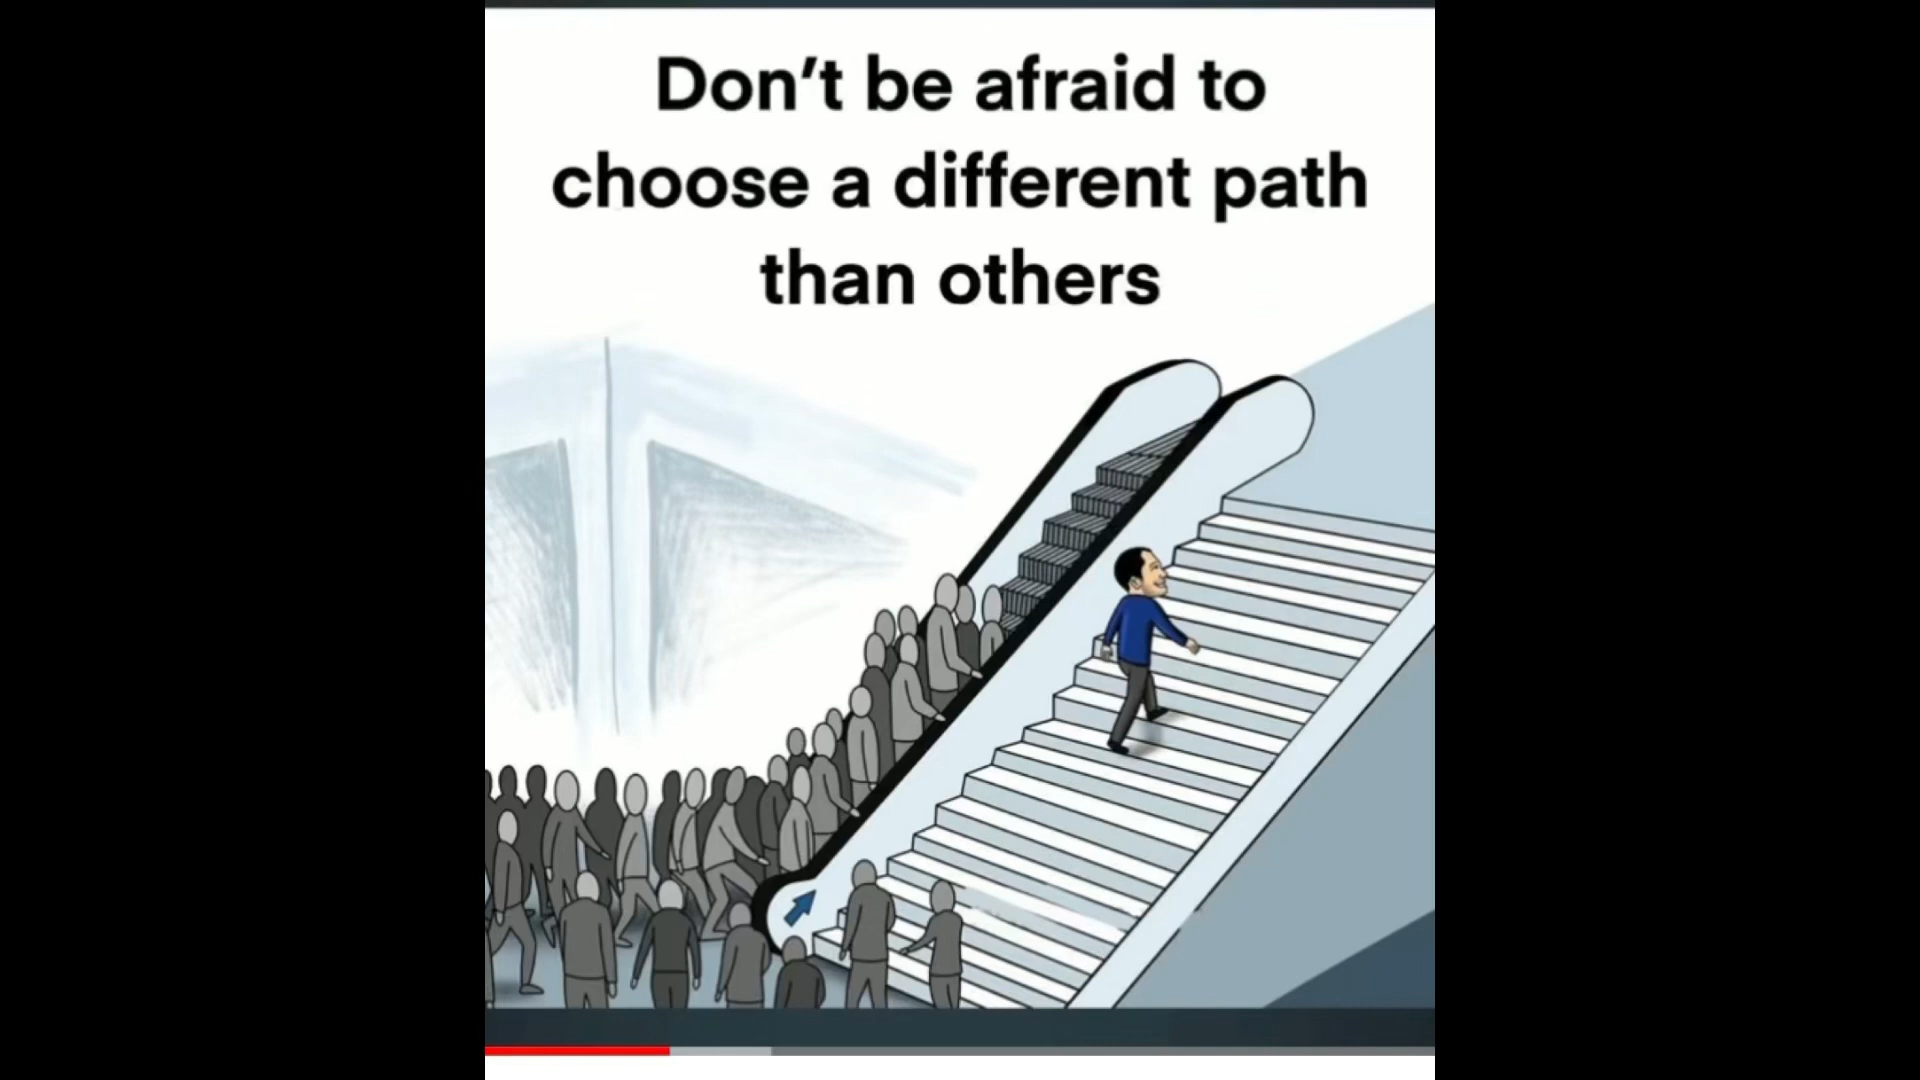 Don't be afraid to
choose a different path
than others